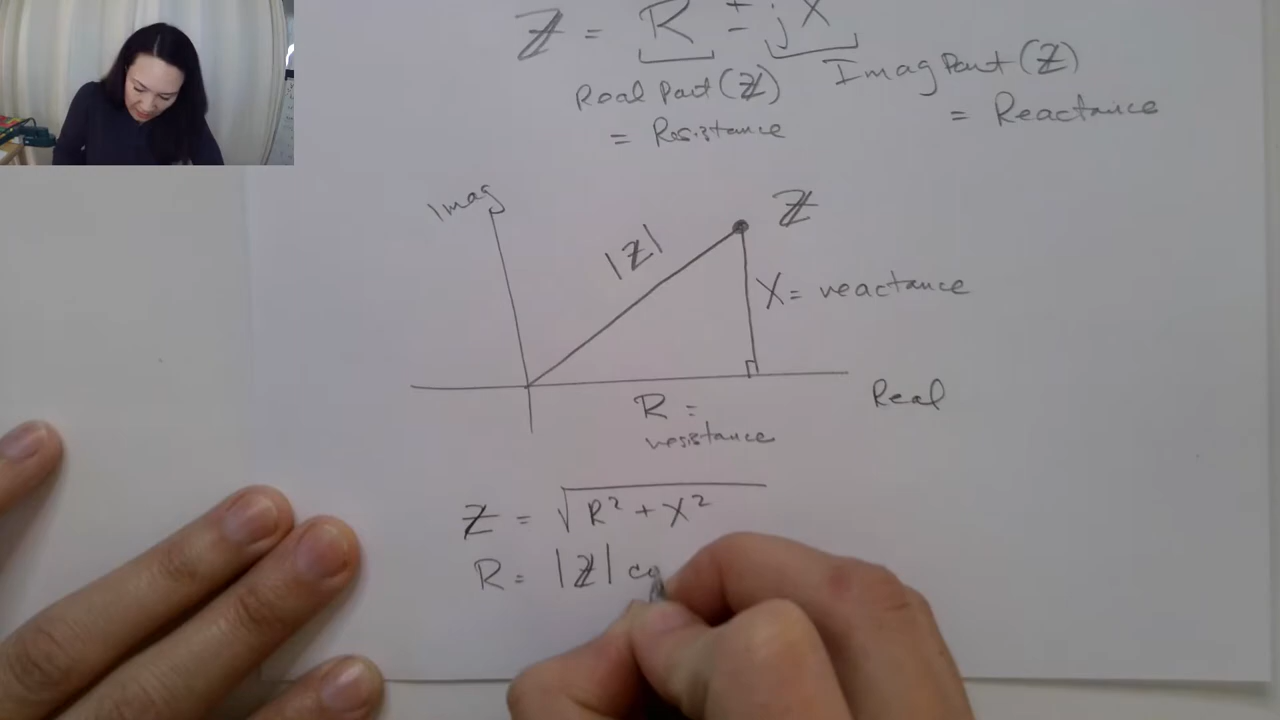 Z = R ± jX
Real Part (Z)
= Resistance
Imag Part (Z)
= Reactance
Imag
Z
|Z|
X = reactance
R =
resistance
Real
Z = √R² + X²
R = |Z| co